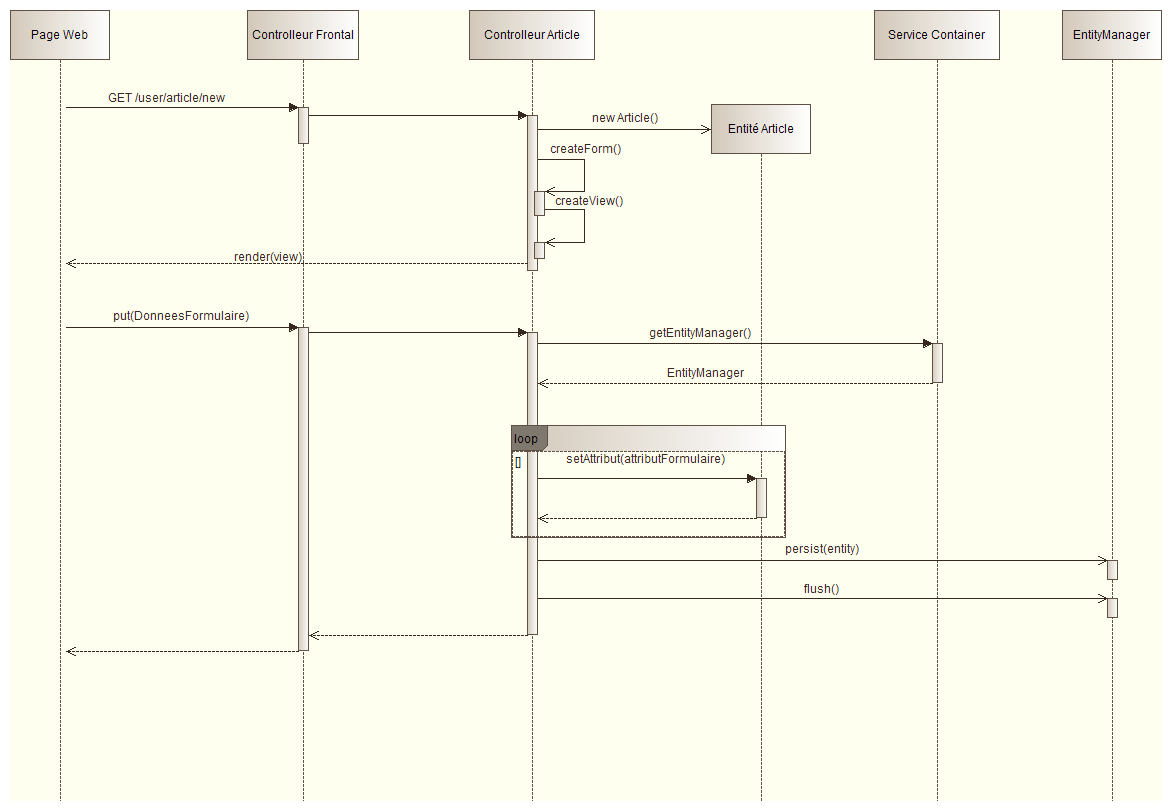 Page Web
Controlleur Frontal
Controlleur Article
Service Container
EntityManager
GET /user/article/new
new Article()
Entité Article
createForm()
createView()
render(view)
put(DonneesFormulaire)
getEntityManager()
EntityManager
loop
[]
setAttribut(attributFormulaire)
persist(entity)
flush()